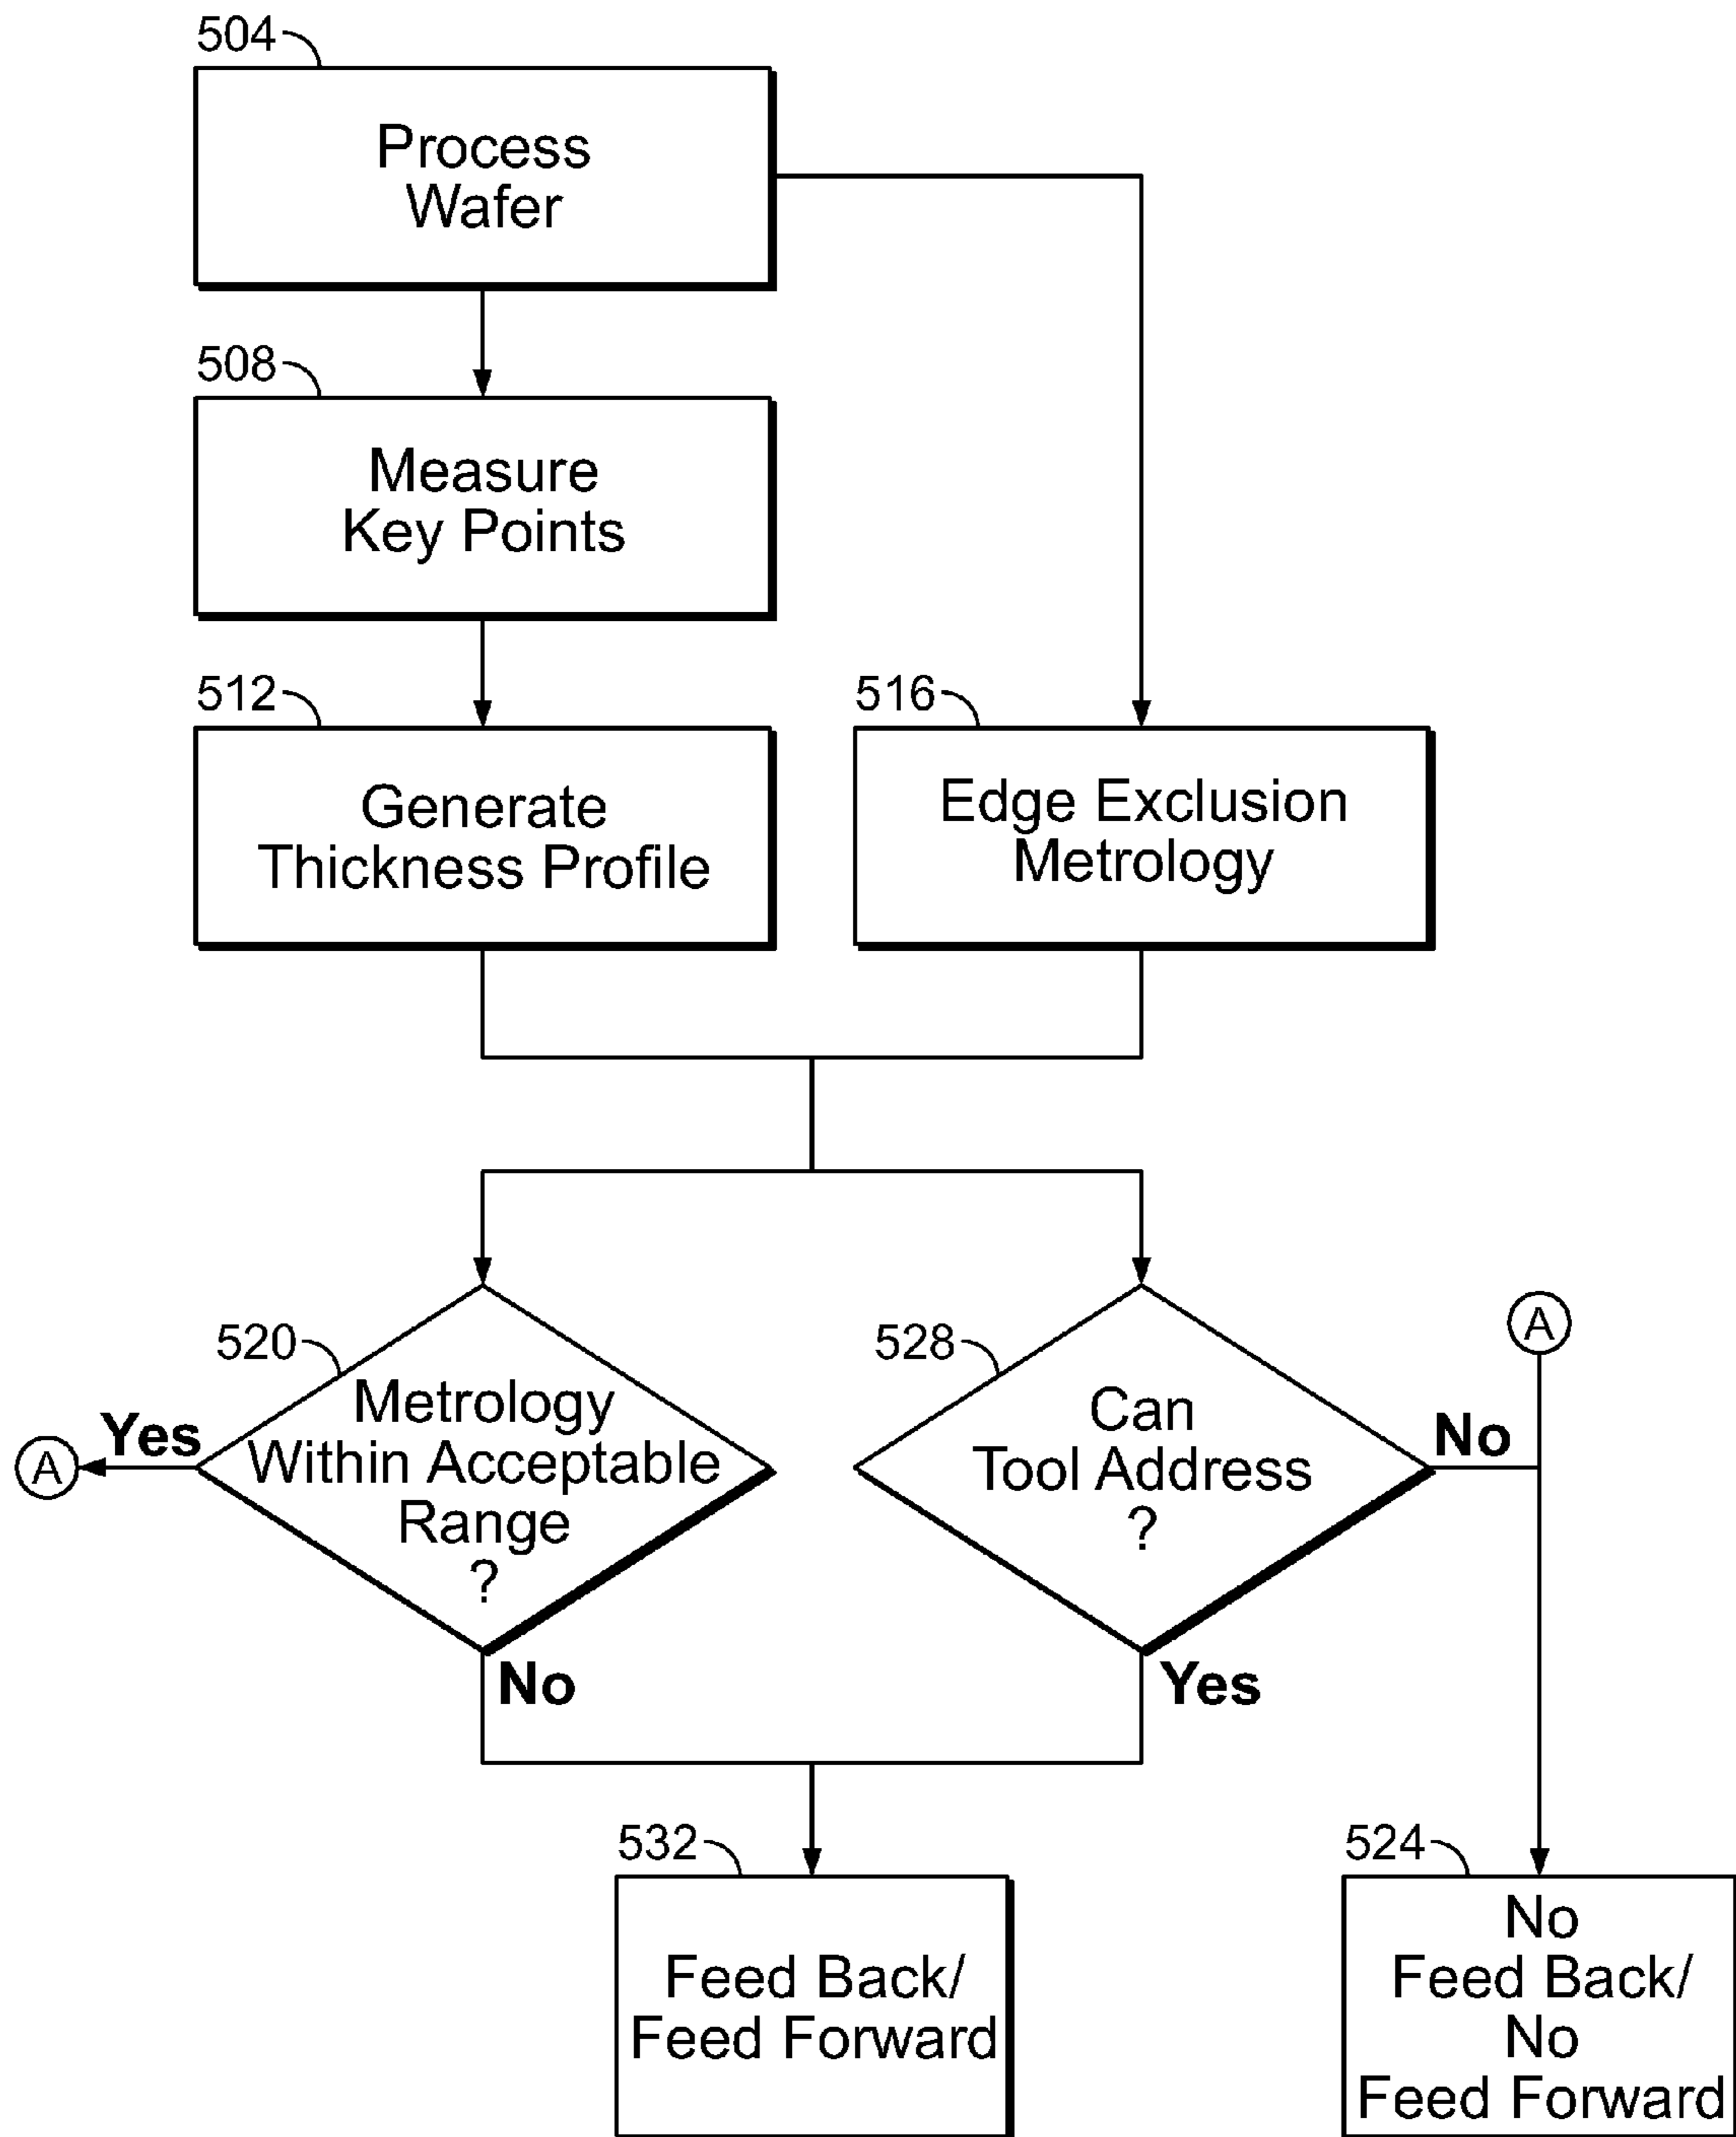 504
Process
Wafer
508
Measure
Key Points
512
Generate
Thickness Profile
516
Edge Exclusion
Metrology
520
Metrology
Within Acceptable
Range
?
Yes
A
No
528
Can
Tool Address
?
No
A
Yes
532
Feed Back/
Feed Forward
524
No
Feed Back/
No
Feed Forward